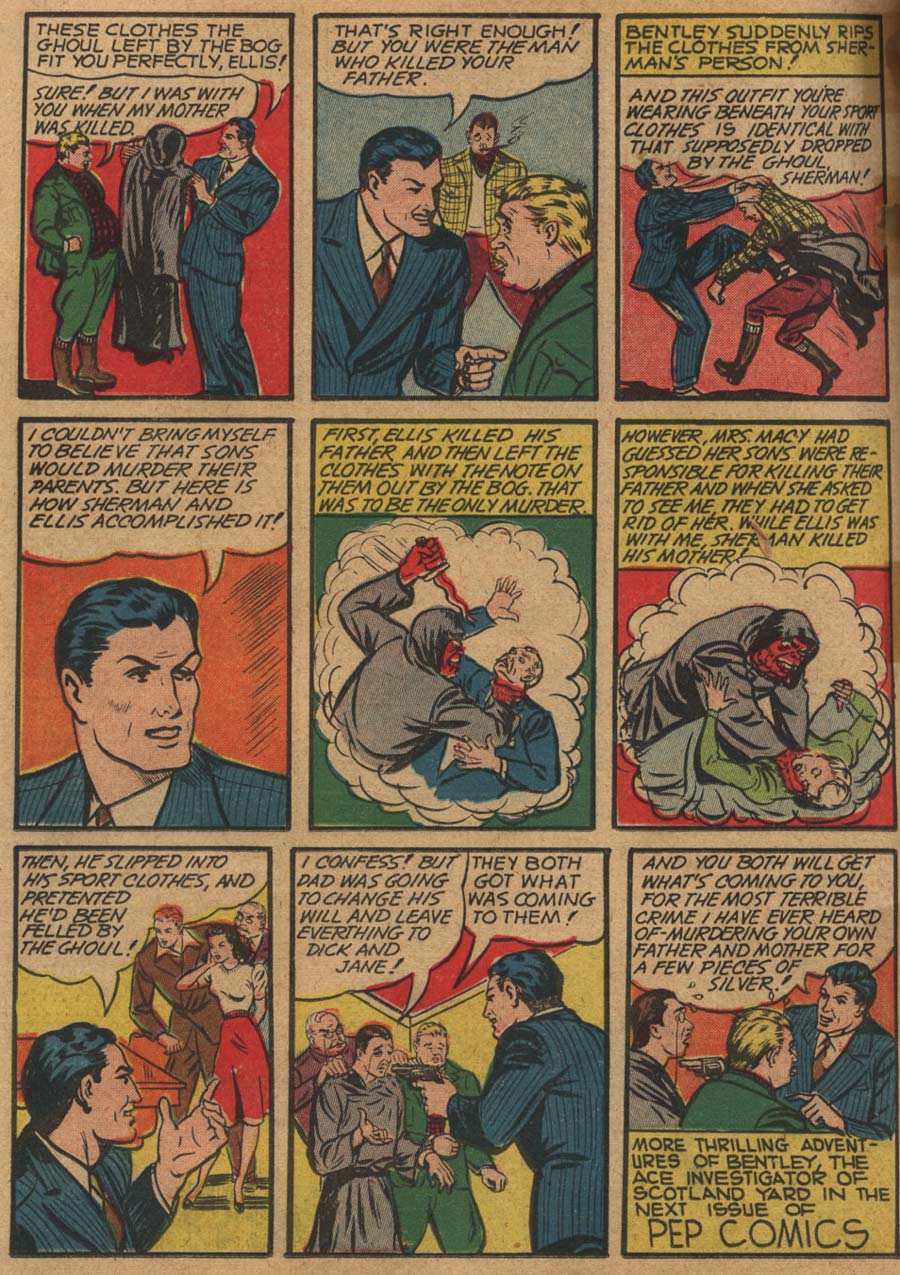 THESE CLOTHES THE
GHOUL LEFT BY THE BOG
FIT YOU PERFECTLY, ELLIS!
SURE! BUT I WAS WITH
YOU WHEN MY MOTHER
WAS KILLED.
THAT'S RIGHT ENOUGH!
BUT YOU WERE THE MAN
WHO KILLED YOUR
FATHER.
BENTLEY SUDDENLY RIPS
THE CLOTHES FROM SHER-
MAN'S PERSON!
AND THIS OUTFIT YOU'RE
WEARING BENEATH YOUR SPORT
CLOTHES IS IDENTICAL WITH
THAT SUPPOSEDLY DROPPED
BY THE GHOUL,
SHERMAN!
I COULDN'T BRING MYSELF
TO BELIEVE THAT SONS
WOULD MURDER THEIR
PARENTS. BUT HERE IS
HOW SHERMAN AND
ELLIS ACCOMPLISHED IT!
FIRST, ELLIS KILLED HIS
FATHER AND THEN LEFT THE
CLOTHES WITH THE NOTE ON
THEM OUT BY THE BOG. THAT
WAS TO BE THE ONLY MURDER.
HOWEVER, MRS. MACY HAD
GUESSED HER SONS WERE RE-
SPONSIBLE FOR KILLING THEIR
FATHER AND WHEN SHE ASKED
TO SEE ME, THEY HAD TO GET
RID OF HER. WHILE ELLIS WAS
WITH ME, SHERMAN KILLED
HIS MOTHER!
THEN, HE SLIPPED INTO
HIS SPORT CLOTHES, AND
PRETENTED
HE'D BEEN
FELLED BY
THE GHOUL!
I CONFESS! BUT
DAD WAS GOING
TO CHANGE HIS
WILL AND LEAVE
EVERTHING TO
DICK AND
JANE!
THEY BOTH
GOT WHAT
WAS COMING
TO THEM!
AND YOU BOTH WILL GET
WHAT'S COMING TO YOU,
FOR THE MOST TERRIBLE
CRIME I HAVE EVER HEARD
OF-MURDERING YOUR OWN
FATHER AND MOTHER FOR
A FEW PIECES OF
SILVER!
MORE THRILLING ADVENT-
URES OF BENTLEY, THE
ACE INVESTIGATOR OF
SCOTLAND YARD IN THE
NEXT ISSUE OF
PEP COMICS